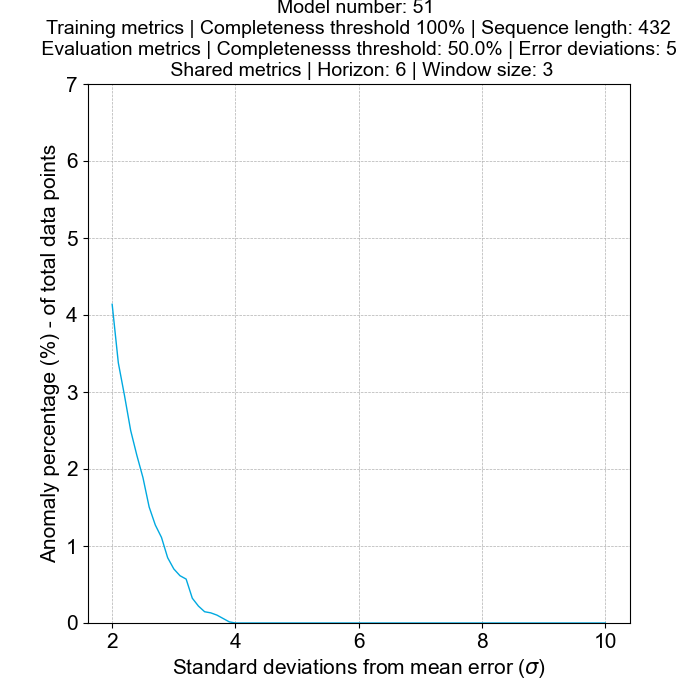 Model number: 51
Training metrics | Completeness threshold 100% | Sequence length: 432
Evaluation metrics | Completenesss threshold: 50.0% | Error deviations: 5
Shared metrics | Horizon: 6 | Window size: 3
7
6
5
4
3
2
1
0
Anomaly percentage (%) - of total data points
2 4 6 8 10
Standard deviations from mean error (σ)